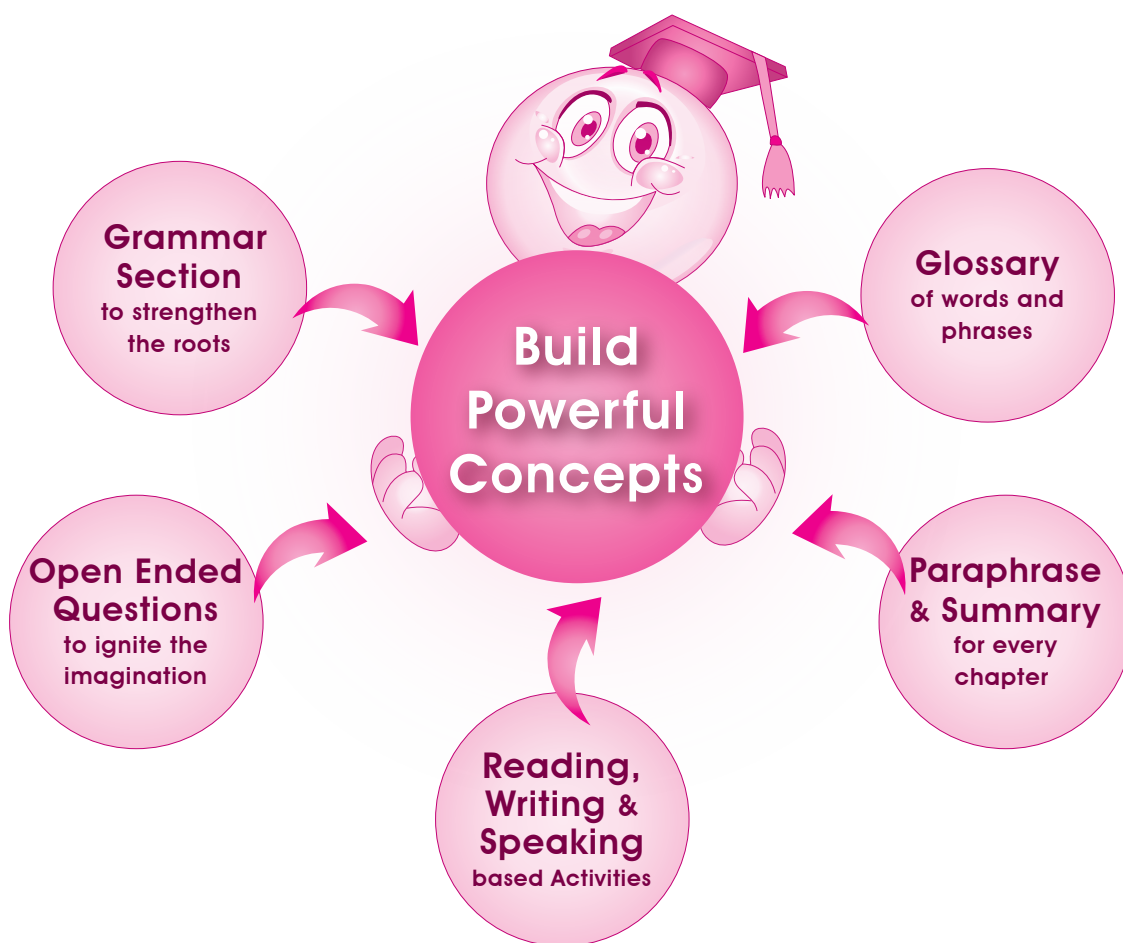 Grammar
Section
to strengthen
the roots
Build
Powerful
Concepts
Glossary
of words and
phrases
Open Ended
Questions
to ignite the
imagination
Paraphrase
& Summary
for every
chapter
Reading,
Writing &
Speaking
based Activities